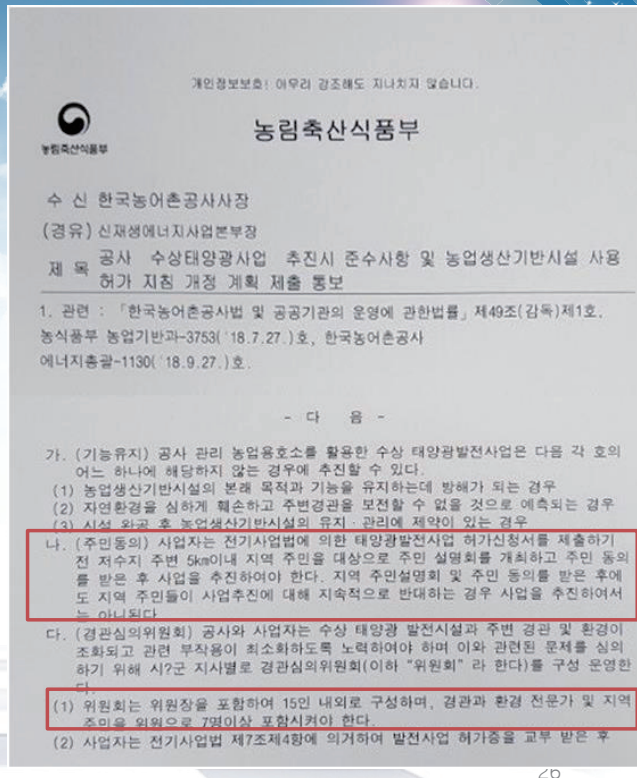 개인정보보호! 아무리 강조해도 지나치지 않습니다.
농림축산식품부
농림축산식품부
수 신 한국농어촌공사사장
(경유) 신재생에너지사업본부장
제 목 공사 수상태양광사업 추진시 준수사항 및 농업생산기반시설 사용
허가 지침 개정 계획 제출 통보
1. 관련 : 「한국농어촌공사법 및 공공기관의 운영에 관한법률」 제49조(감독)제1호,
농식품부 농업기반과-3753('18.7.27.)호, 한국농어촌공사
에너지총괄-1130('18.9.27.)호.
- 다 음 -
가. (기능유지) 공사 관리 농업용호소를 활용한 수상 태양광발전사업은 다음 각 호의
어느 하나에 해당하지 않는 경우에 추진할 수 있다.
(1) 농업생산기반시설의 본래 목적과 기능을 유지하는데 방해가 되는 경우
(2) 자연환경을 심하게 훼손하고 주변경관을 보전할 수 없을 것으로 예측되는 경우
(3) 시설 완공 후 농업생산기반시설의 유지·관리에 제약이 있는 경우
나. (주민동의) 사업자는 전기사업법에 의한 태양광발전사업 허가신청서를 제출하기
전 저수지 주변 5km이내 지역 주민을 대상으로 주민 설명회를 개최하고 주민 동의
를 받은 후 사업을 추진하여야 한다. 지역 주민설명회 및 주민 동의를 받은 후에
도 지역 주민들이 사업추진에 대해 지속적으로 반대하는 경우 사업을 추진하여서
는 아니된다.
다. (경관심의위원회) 공사와 사업자는 수상 태양광 발전시설과 주변 경관 및 환경이
조화되고 관련 부작용이 최소화하도록 노력하여야 하며 이와 관련된 문제를 심의
하기 위해 시?군 지사별로 경관심의위원회(이하 "위원회" 라 한다)를 구성 운영한
다.
(1) 위원회는 위원장을 포함하여 15인 내외로 구성하며, 경관과 환경 전문가 및 지역
주민을 위원으로 7명이상 포함시켜야 한다.
(2) 사업자는 전기사업법 제7조제4항에 의거하여 발전사업 허가증을 교부 받은 후
26